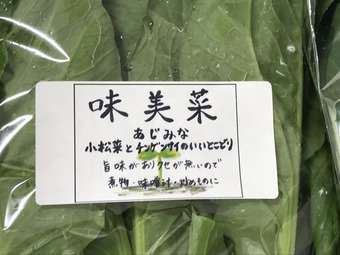 味美菜
あじみな
小松菜とチンゲンサイのいいとこどり
旨味がありクセが無いので
煮物・味噌汁・炒めものに